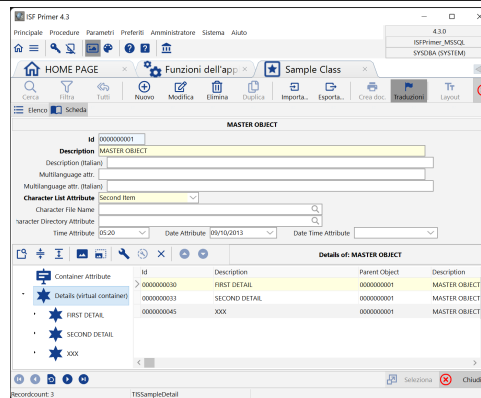 ISF Primer 4.3
Principale Procedure Parametri Preferiti Amministratore Sistema Aiuto
4.3.0
ISFPrimer_MSSQL
SYSDBA (SYSTEM)
HOME PAGE × Funzioni dell'app × Sample Class ×
Cerca Filtra Tutti Nuovo Modifica Elimina Duplica Importa... Esporta... Crea doc. Traduzioni Layout
Elenco Scheda
MASTER OBJECT
Id 0000000001
Description MASTER OBJECT
Description (Italian)
Multilanguage attr.
Multilanguage attr. (Italian)
Character List Attribute Second Item
Character File Name
haracter Directory Attribute
Time Attribute 05:20 Date Attribute 09/10/2013 Date Time Attribute
Details of: MASTER OBJECT
Container Attribute
Details (virtual container)
FIRST DETAIL
SECOND DETAIL
XXX
Id Description Parent Object Description
0000000030 FIRST DETAIL 0000000001 MASTER OBJECT
0000000033 SECOND DETAIL 0000000001 MASTER OBJECT
0000000045 XXX 0000000001 MASTER OBJECT
Seleziona Chiudi
Recordcount: 3 TISSampleDetail